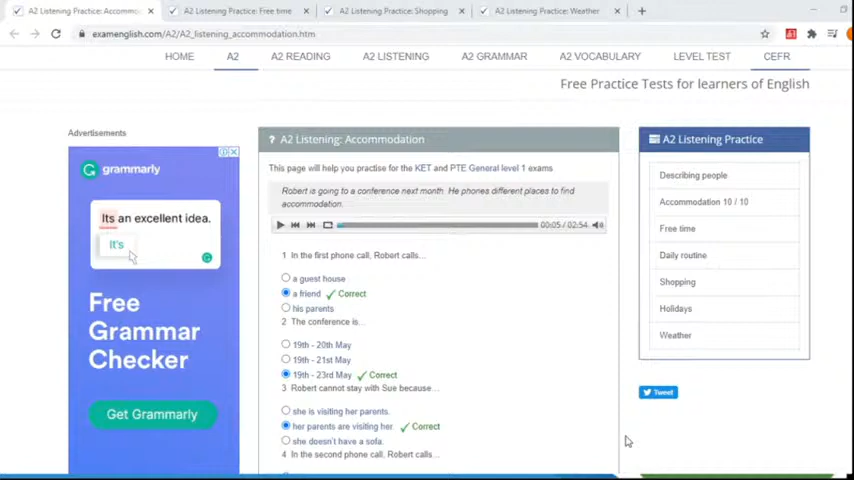 A2 Listening Practice: Accommo
A2 Listening Practice: Free time
A2 Listening Practice: Shopping
A2 Listening Practice: Weather
examenglish.com/A2/A2_listening_accommodation.htm
HOME
A2
A2 READING
A2 LISTENING
A2 GRAMMAR
A2 VOCABULARY
LEVEL TEST
CEFR
Free Practice Tests for learners of English
Advertisements
grammarly
Its an excellent idea.
It's
Free
Grammar
Checker
Get Grammarly
? A2 Listening: Accommodation
This page will help you practise for the KET and PTE General level 1 exams
Robert is going to a conference next month. He phones different places to find
accommodation.
00:05 / 02:54
1 In the first phone call, Robert calls...
a guest house
a friend ✓ Correct
his parents
2 The conference is...
19th - 20th May
19th - 21st May
19th - 23rd May ✓ Correct
3 Robert cannot stay with Sue because...
she is visiting her parents.
her parents are visiting her. ✓ Correct
she doesn't have a sofa.
4 In the second phone call, Robert calls...
A2 Listening Practice
Describing people
Accommodation 10 / 10
Free time
Daily routine
Shopping
Holidays
Weather
Tweet